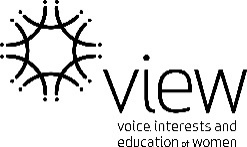 view
voice, interests and
education of women